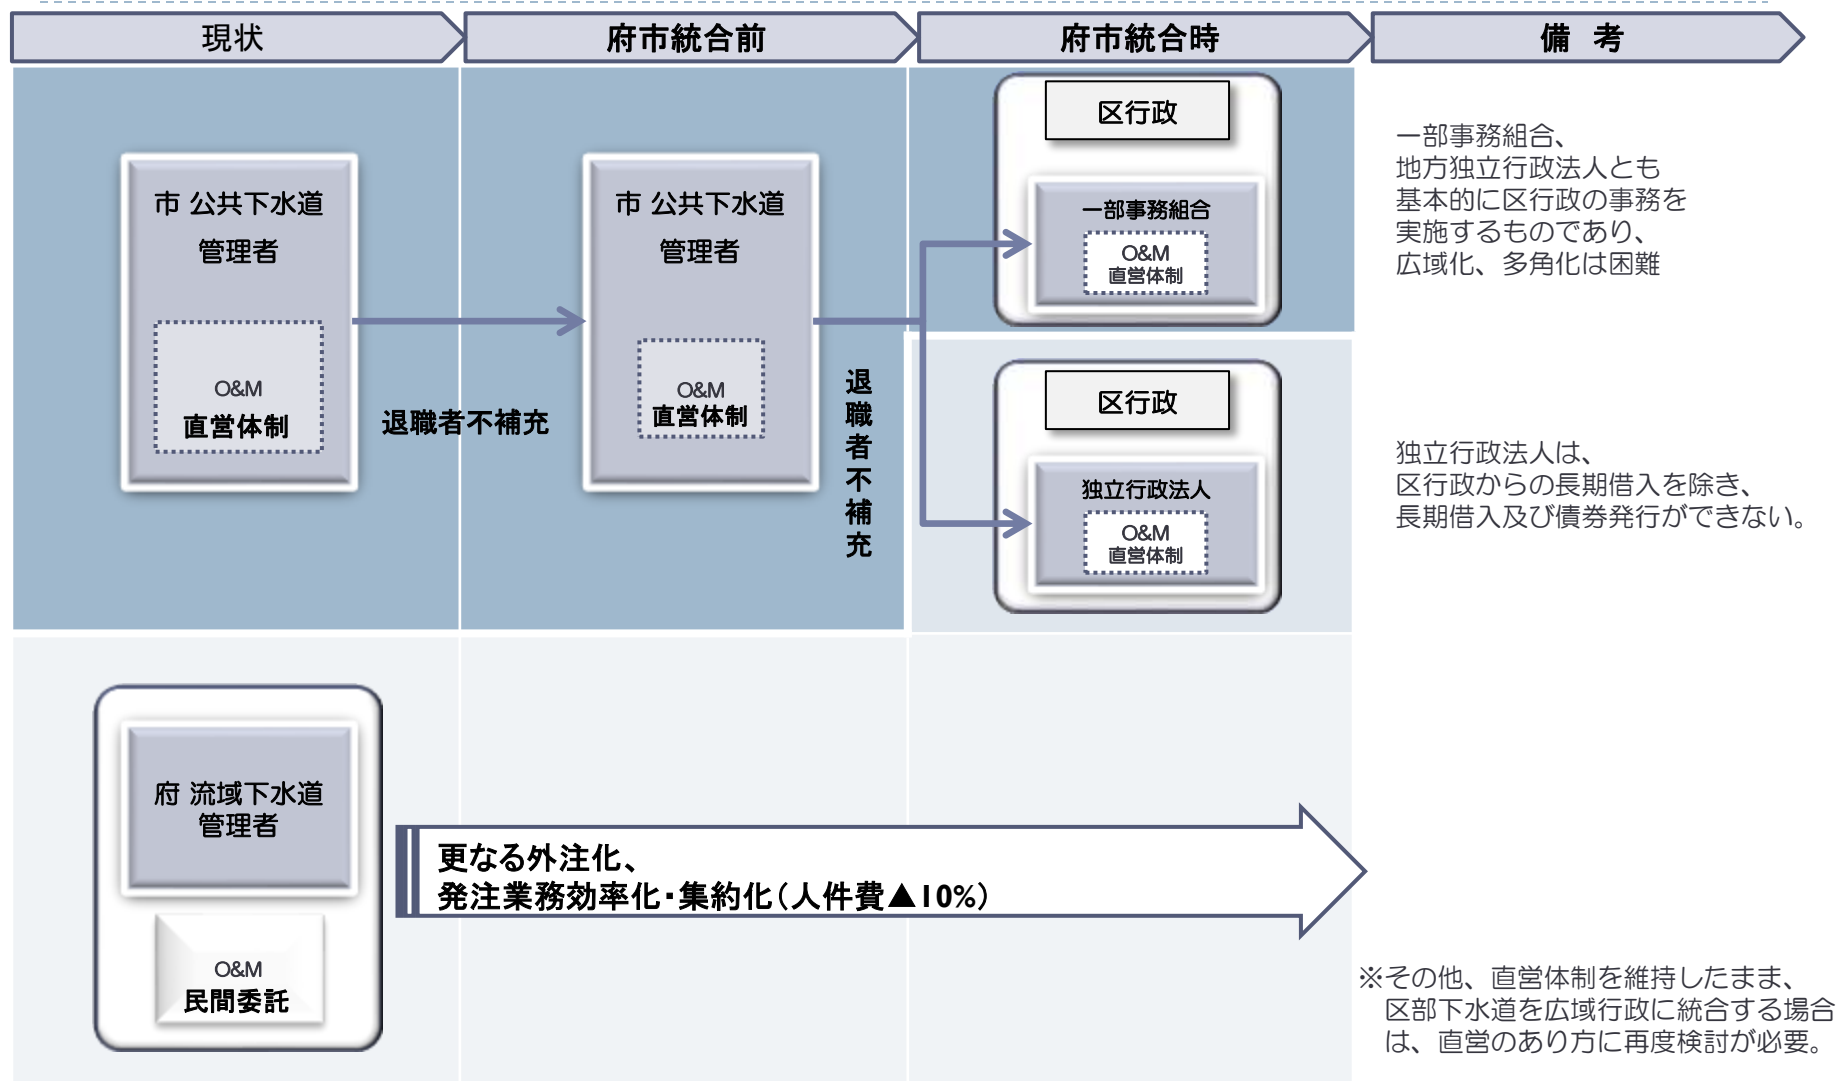 現状
府市統合前
府市統合時
備 考
市 公共下水道
管理者
O&M
直営体制
退職者不補充
市 公共下水道
管理者
O&M
直営体制
退職者不補充
区行政
一部事務組合
O&M
直営体制
区行政
独立行政法人
O&M
直営体制
一部事務組合、
地方独立行政法人とも
基本的に区行政の事務を
実施するものであり、
広域化、多角化は困難
独立行政法人は、
区行政からの長期借入を除き、
長期借入及び債券発行ができない。
府 流域下水道
管理者
O&M
民間委託
更なる外注化、
発注業務効率化・集約化(人件費▲10%)
※その他、直営体制を維持したまま、
区部下水道を広域行政に統合する場合
は、直営のあり方に再度検討が必要。